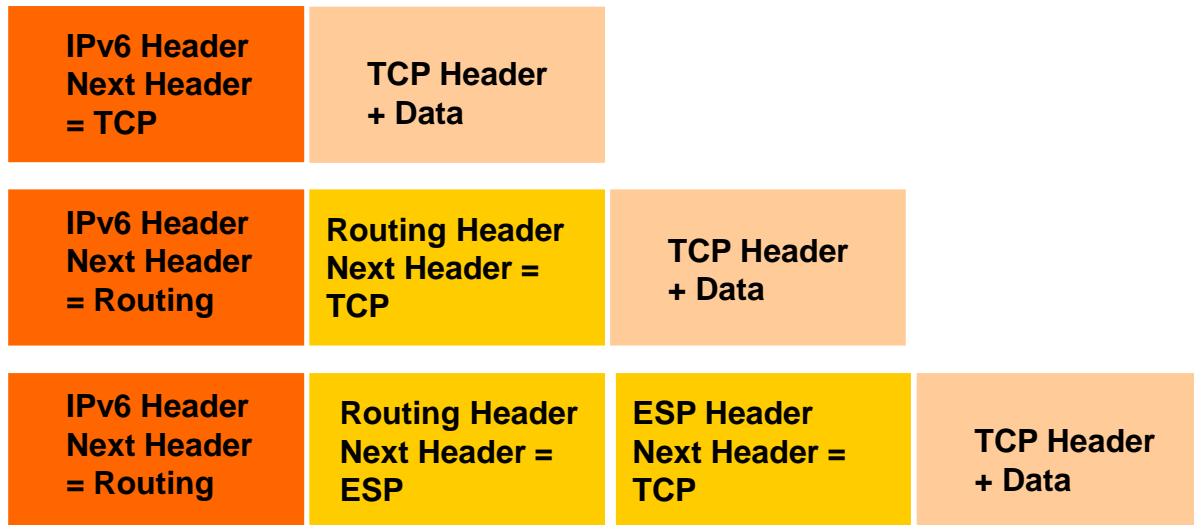 IPv6 Header
Next Header
= TCP
TCP Header
+ Data
IPv6 Header
Next Header
= Routing
Routing Header
Next Header =
TCP
TCP Header
+ Data
IPv6 Header
Next Header
= Routing
Routing Header
Next Header =
ESP
ESP Header
Next Header =
TCP
TCP Header
+ Data